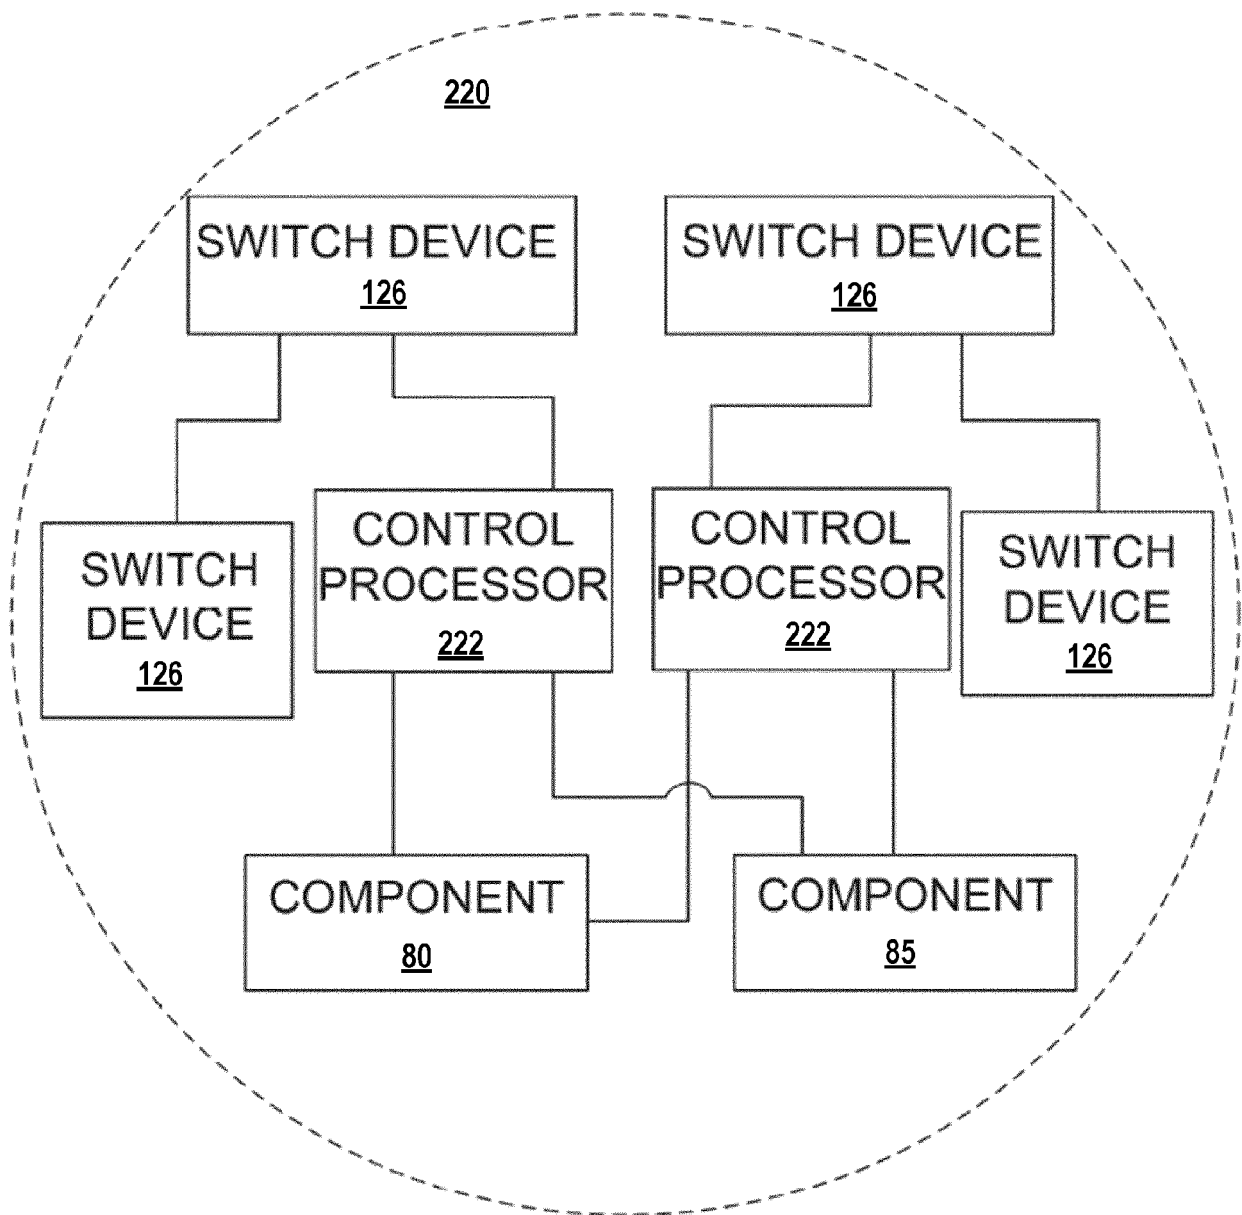 220
SWITCH DEVICE
126
SWITCH DEVICE
126
SWITCH
DEVICE
126
CONTROL
PROCESSOR
222
CONTROL
PROCESSOR
222
SWITCH
DEVICE
126
COMPONENT
80
COMPONENT
85